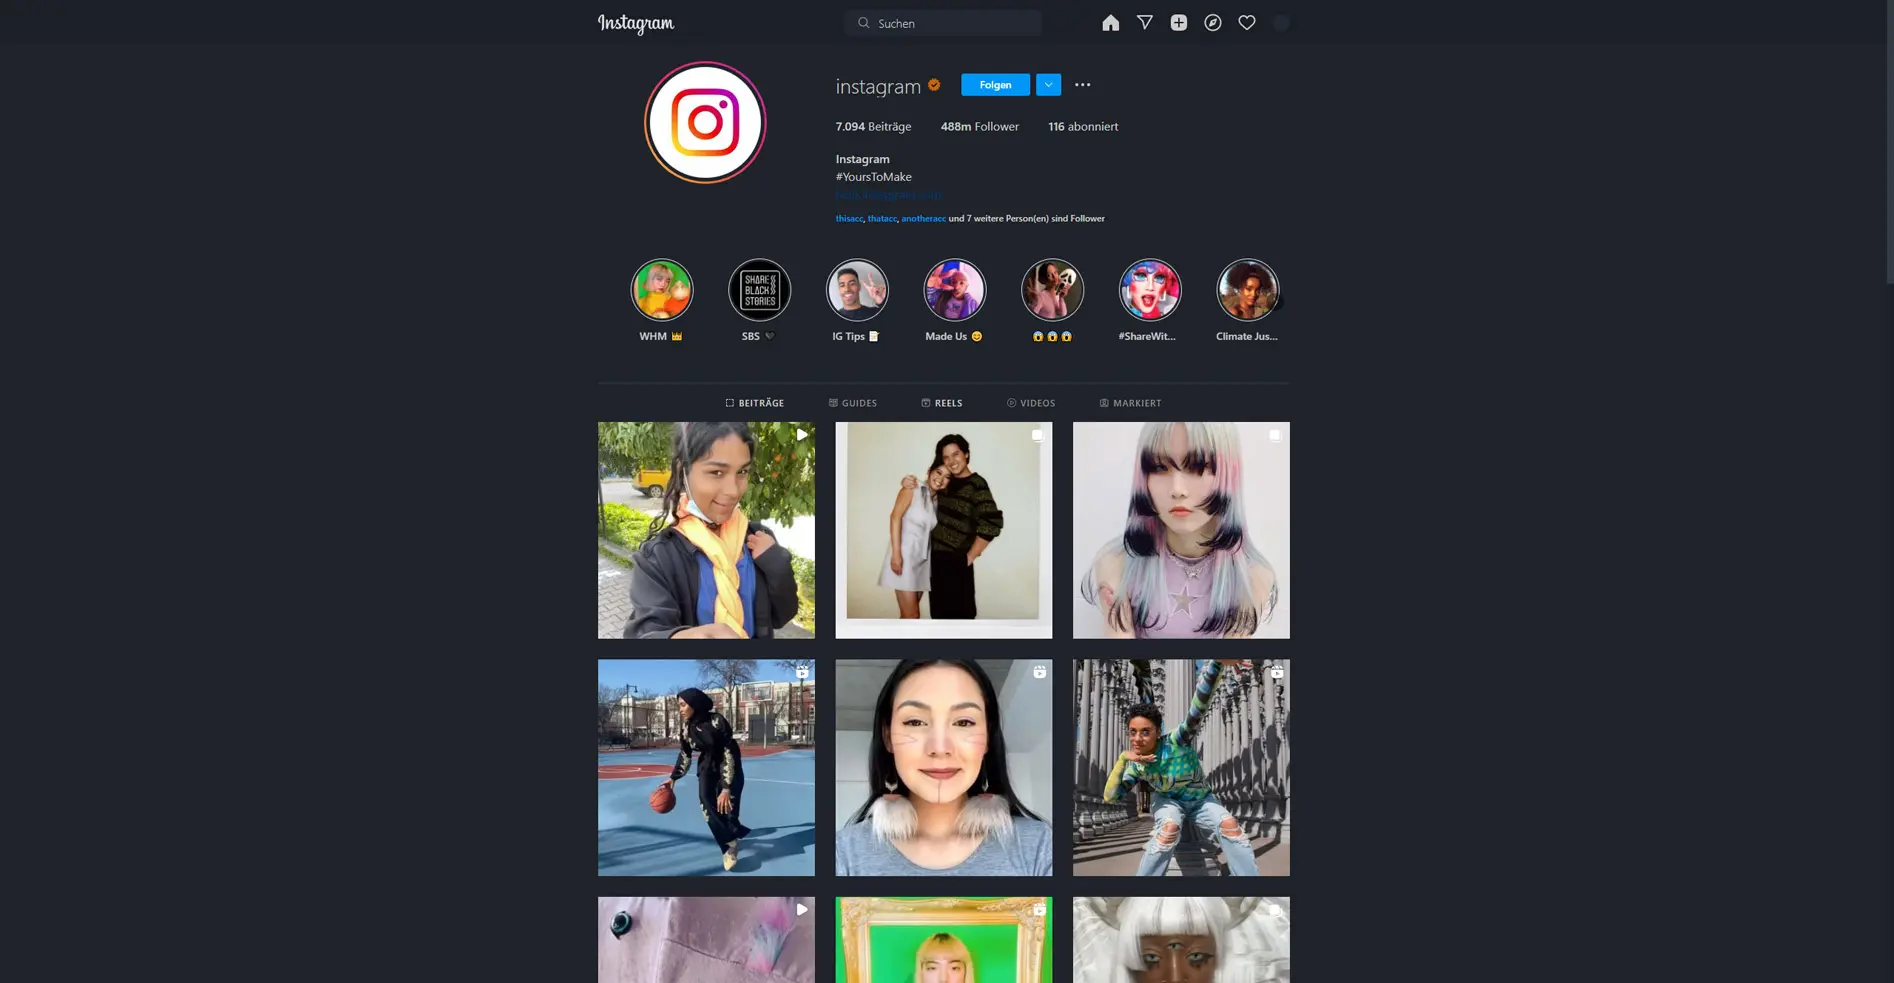 Instagram
Suchen
instagram
Folgen
7.094 Beiträge 488m Follower 116 abonniert
Instagram
#YoursToMake
thisacc, thatacc, anotheracc und 7 weitere Person(en) sind Follower
SHARE BLACK STORIES
WHM 👑 SBS 🖤 IG Tips 📝 Made Us 😊 😱 😱 😱 #ShareWit... Climate Jus...
BEITRÄGE GUIDES REELS VIDEOS MARKIERT